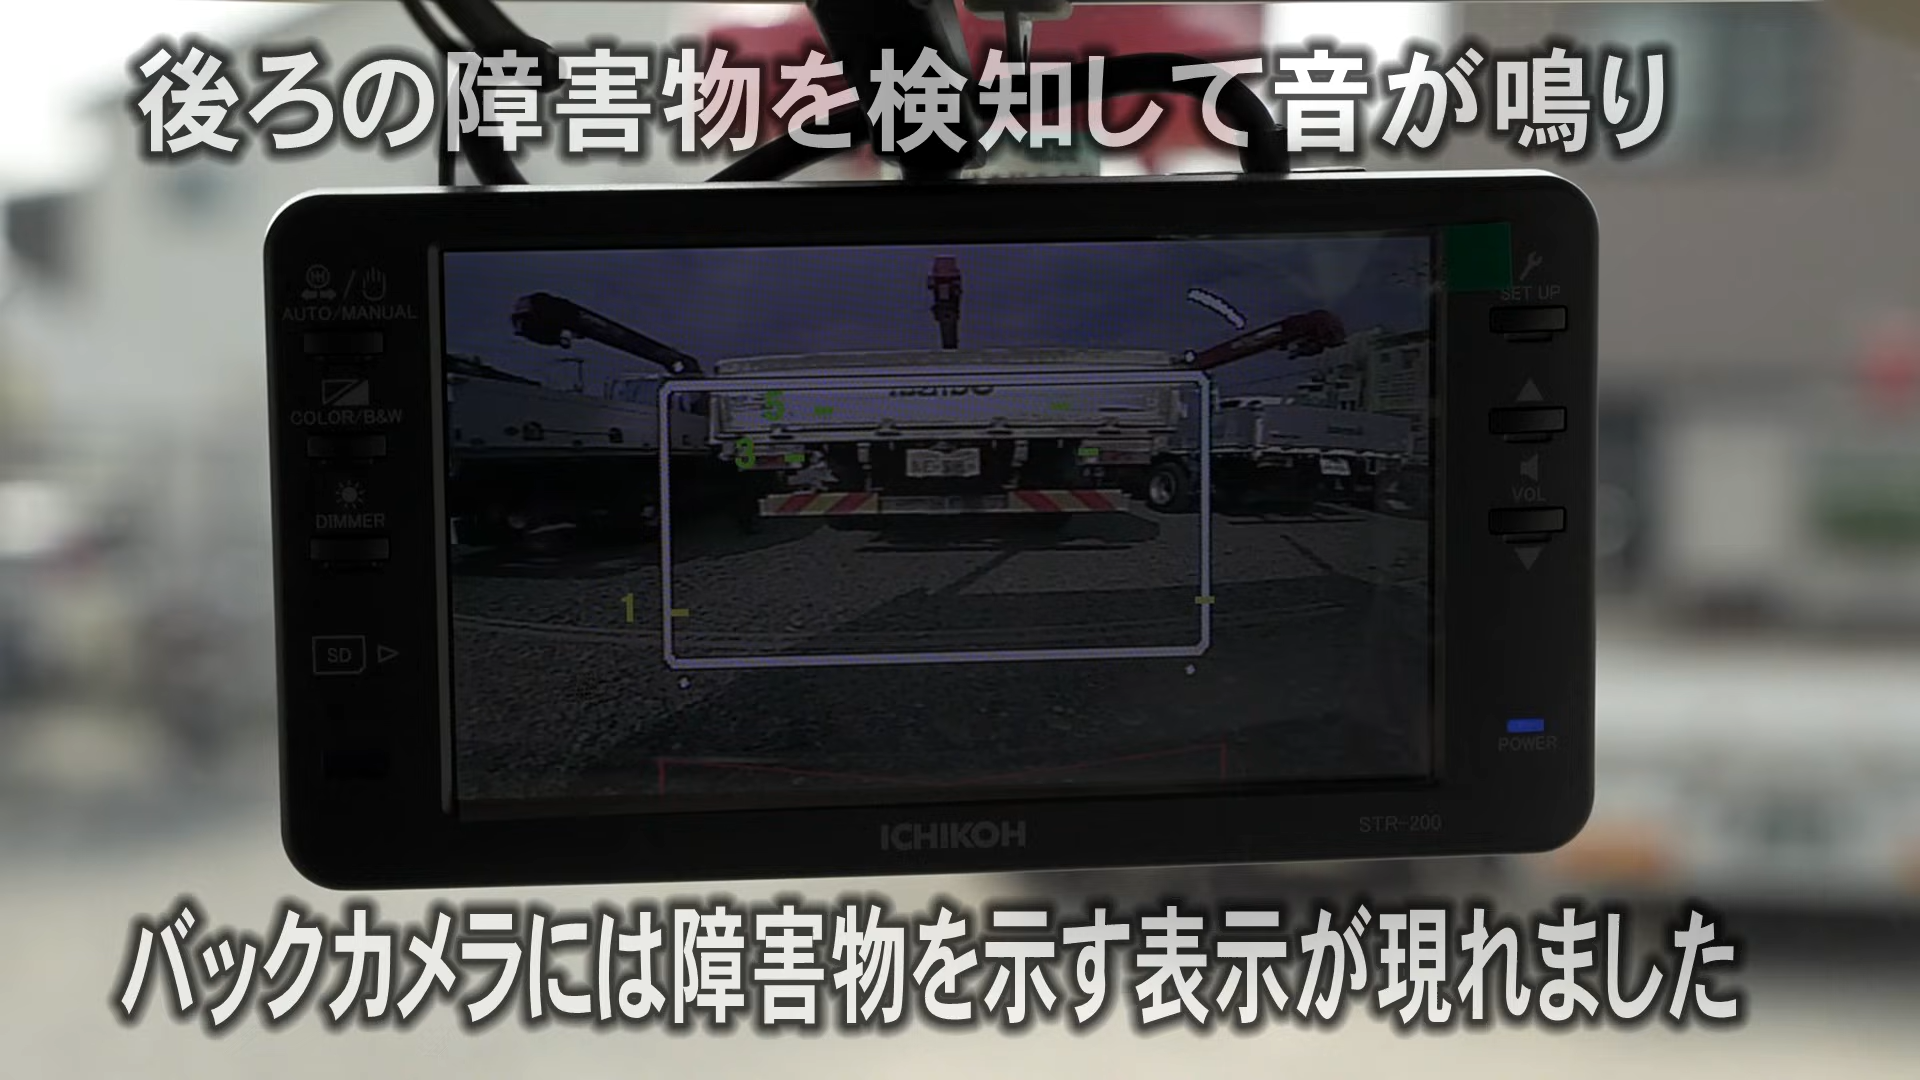 後ろの障害物を検知して音が鳴り
AUTO/MANUAL
SET UP
COLOR/B&W
5
3
VOL
DIMMER
1
SD
POWER
STR-200
ICHIKOH
バックカメラには障害物を示す表示が現れました